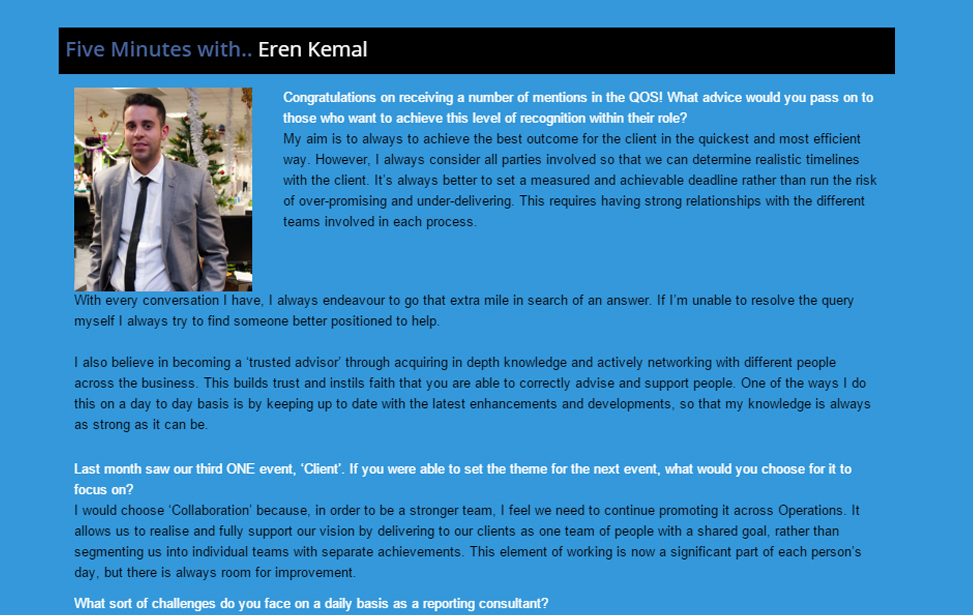 Five Minutes with.. Eren Kemal
Congratulations on receiving a number of mentions in the QOS! What advice would you pass on to
those who want to achieve this level of recognition within their role?
My aim is to always to achieve the best outcome for the client in the quickest and most efficient
way. However, I always consider all parties involved so that we can determine realistic timelines
with the client. It’s always better to set a measured and achievable deadline rather than run the risk
of over-promising and under-delivering. This requires having strong relationships with the different
teams involved in each process.
With every conversation I have, I always endeavour to go that extra mile in search of an answer. If I’m unable to resolve the query
myself I always try to find someone better positioned to help.
I also believe in becoming a ‘trusted advisor’ through acquiring in depth knowledge and actively networking with different people
across the business. This builds trust and instils faith that you are able to correctly advise and support people. One of the ways I do
this on a day to day basis is by keeping up to date with the latest enhancements and developments, so that my knowledge is always
as strong as it can be.
Last month saw our third ONE event, ‘Client’. If you were able to set the theme for the next event, what would you choose for it to
focus on?
I would choose ‘Collaboration’ because, in order to be a stronger team, I feel we need to continue promoting it across Operations. It
allows us to realise and fully support our vision by delivering to our clients as one team of people with a shared goal, rather than
segmenting us into individual teams with separate achievements. This element of working is now a significant part of each person’s
day, but there is always room for improvement.
What sort of challenges do you face on a daily basis as a reporting consultant?